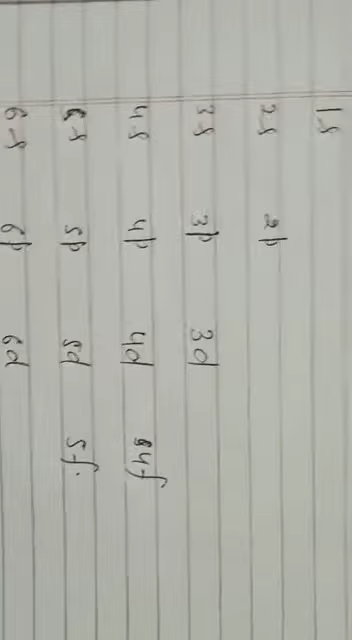 1s
2s 2p
3s 3p 3d
4s 4p 4d 4f
5s 5p 5d 5f.
6s 6p 6d